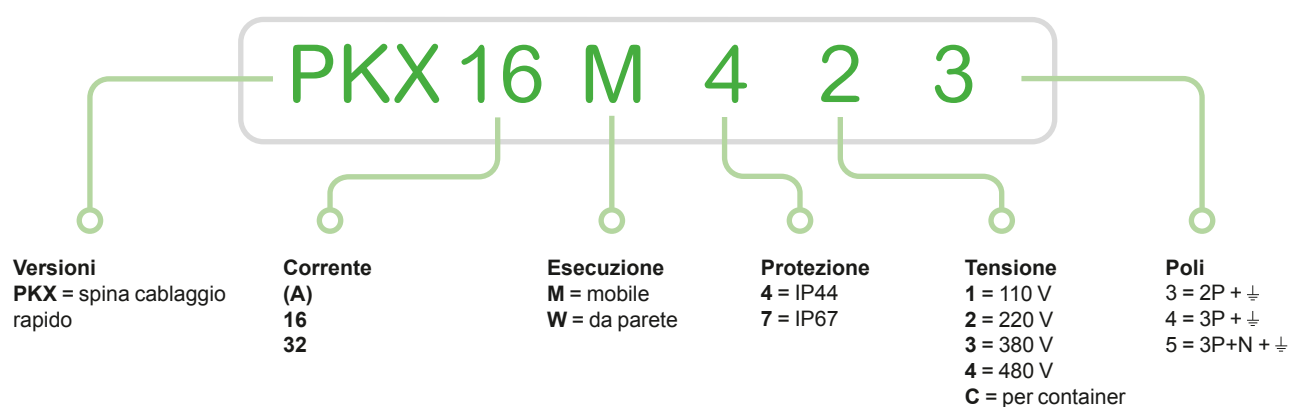 PKX 16 M 4 2 3
Versioni
PKX = spina cablaggio
rapido
Corrente
(A)
16
32
Esecuzione
M = mobile
W = da parete
Protezione
4 = IP44
7 = IP67
Tensione
1 = 110 V
2 = 220 V
3 = 380 V
4 = 480 V
C = per container
Poli
3 = 2P + ⏚
4 = 3P + ⏚
5 = 3P+N + ⏚